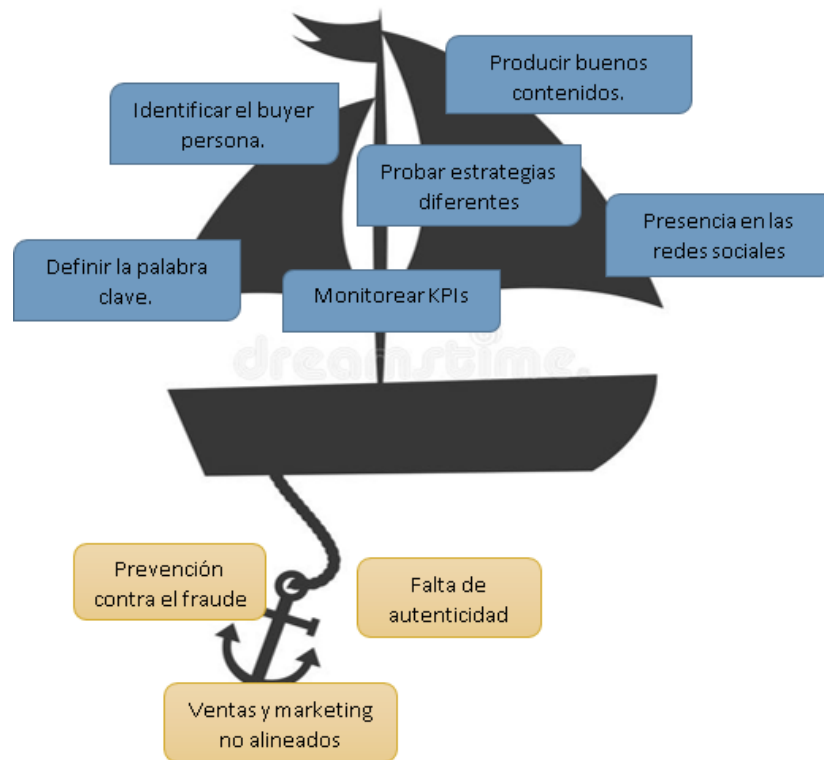 Producir buenos
contenidos.
Identificar el buyer
persona.
Probar estrategias
diferentes
Presencia en las
redes sociales
Definir la palabra
clave.
Monitorear KPIs
dreamstime.
Prevención
contra el fraude
Falta de
autenticidad
Ventas y marketing
no alineados